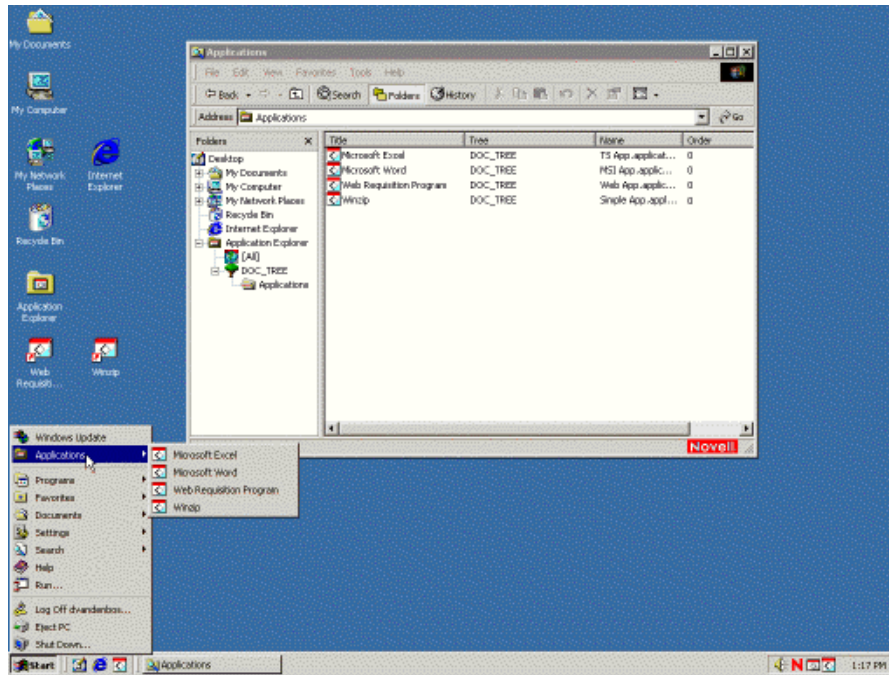 My Documents
My Computer
My Network
Places
Internet
Explorer
Recycle Bin
Application
Explorer
Web
Requisiti...
Winzip
Applications
File Edit View Favorites Tools Help
Back Search Folders History
Address Applications Go
Folders
Desktop
My Documents
My Computer
My Network Places
Recycle Bin
Internet Explorer
Application Explorer
[All]
DOC_TREE
Applications
Title Tree Name Order
Microsoft Excel DOC_TREE TS App.applicat... 0
Microsoft Word DOC_TREE MSI App.applic... 0
Web Requisition Program DOC_TREE Web App.applic... 0
Winzip DOC_TREE Simple App.appl... 0
Novell
Windows Update
Applications
Programs
Favorites
Documents
Settings
Search
Help
Run...
Log Off dvandenbos...
Eject PC
Shut Down...
Microsoft Excel
Microsoft Word
Web Requisition Program
Winzip
Start
Applications
N
1:17 PM